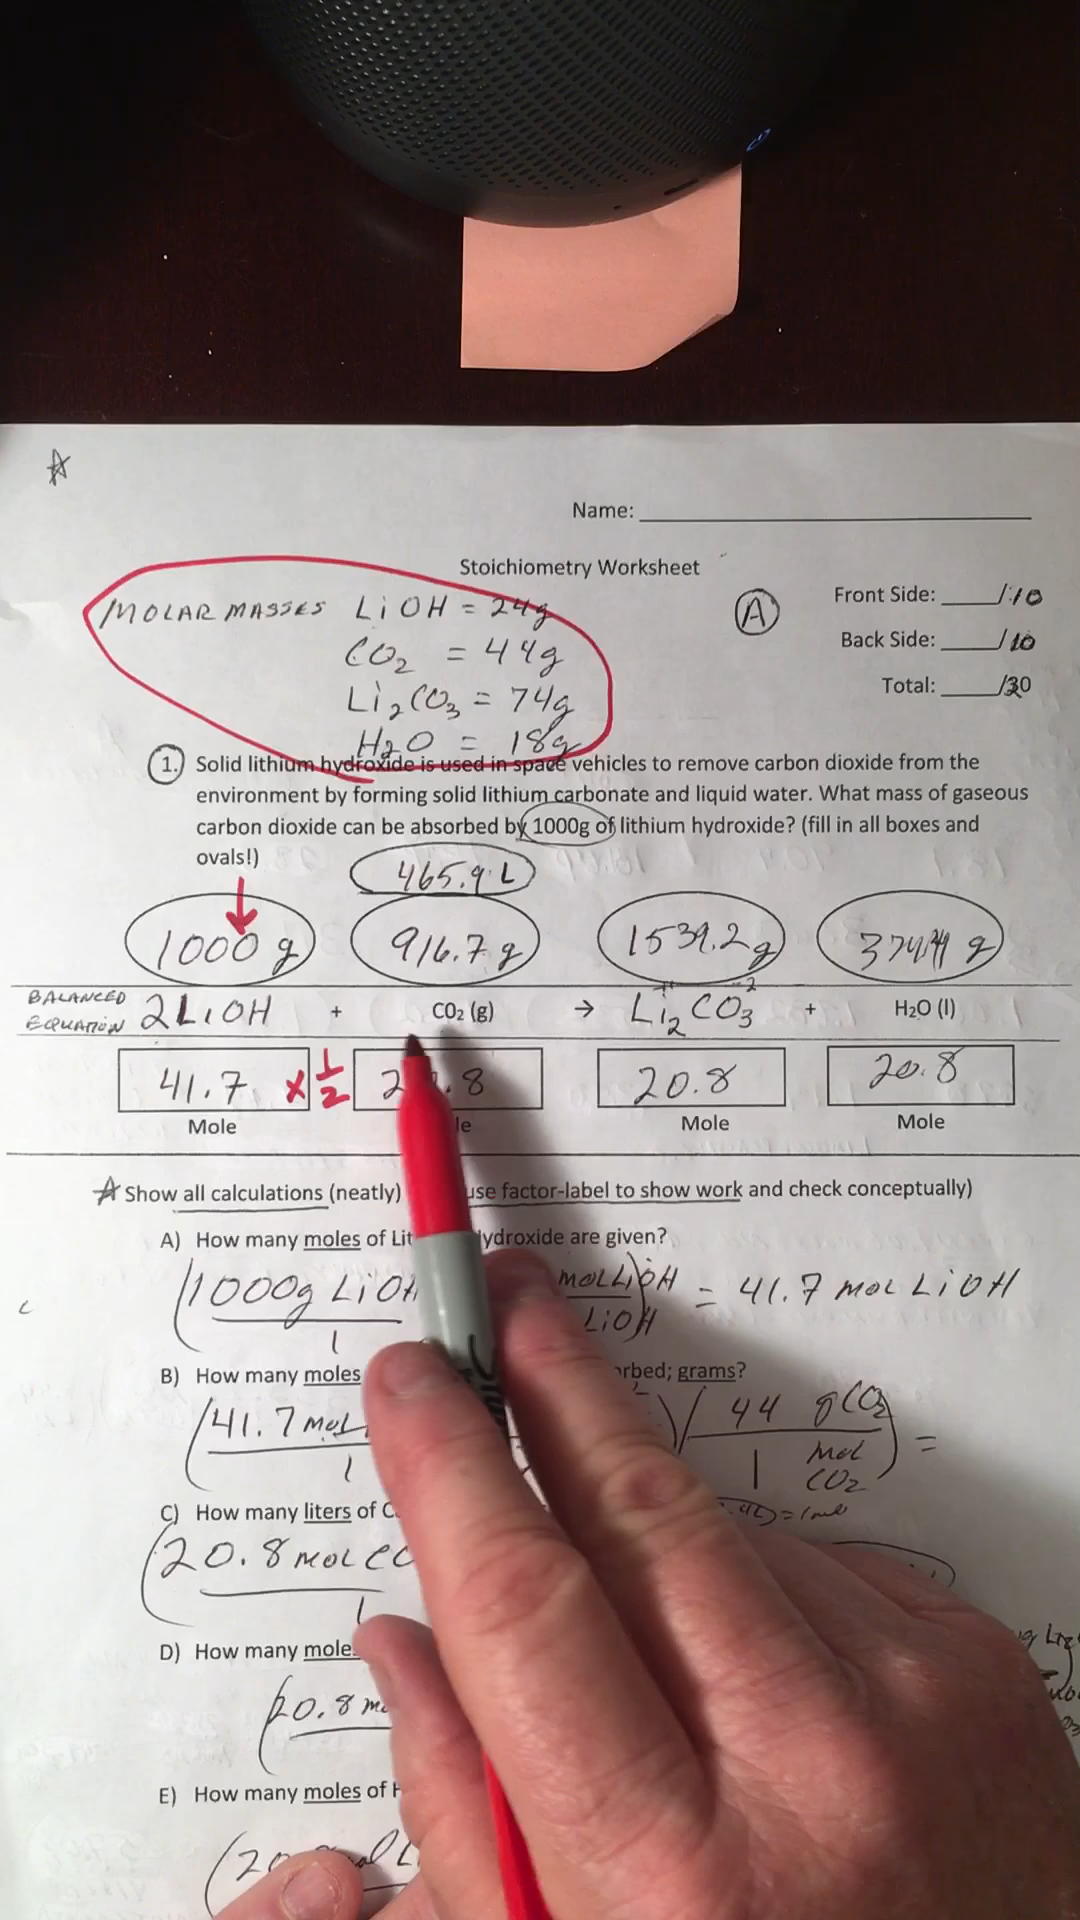 Name:
Stoichiometry Worksheet
MOLAR MASSES LiOH = 24g
CO₂ = 44g
Li₂CO₃ = 74g
H₂O = 18g
A
Front Side: /10
Back Side: /10
Total: /20
1. Solid lithium hydroxide is used in space vehicles to remove carbon dioxide from the
environment by forming solid lithium carbonate and liquid water. What mass of gaseous
carbon dioxide can be absorbed by 1000g of lithium hydroxide? (fill in all boxes and
ovals!)
465.9 L
1000 g 916.7 g 1539.2 g g
BALANCED
EQUATION
2LiOH + CO₂ (g) → Li₂CO₃ + H₂O (l)
41.7 × 1/2 .8 20.8 20.8
Mole Mole Mole
Show all calculations (neatly) use factor-label to show work and check conceptually)
A) How many moles of hydroxide are given?
(1000g LiOH mol LiOH = 41.7 mol LiOH
1 LiOH
B) How many moles grams?
(41.7 mol )(44 g CO₂ =
1 1 mol
CO₂)
= 1 mol
C) How many liters of
(20.8 mol
1
D) How many
(20.8
E) How many moles of